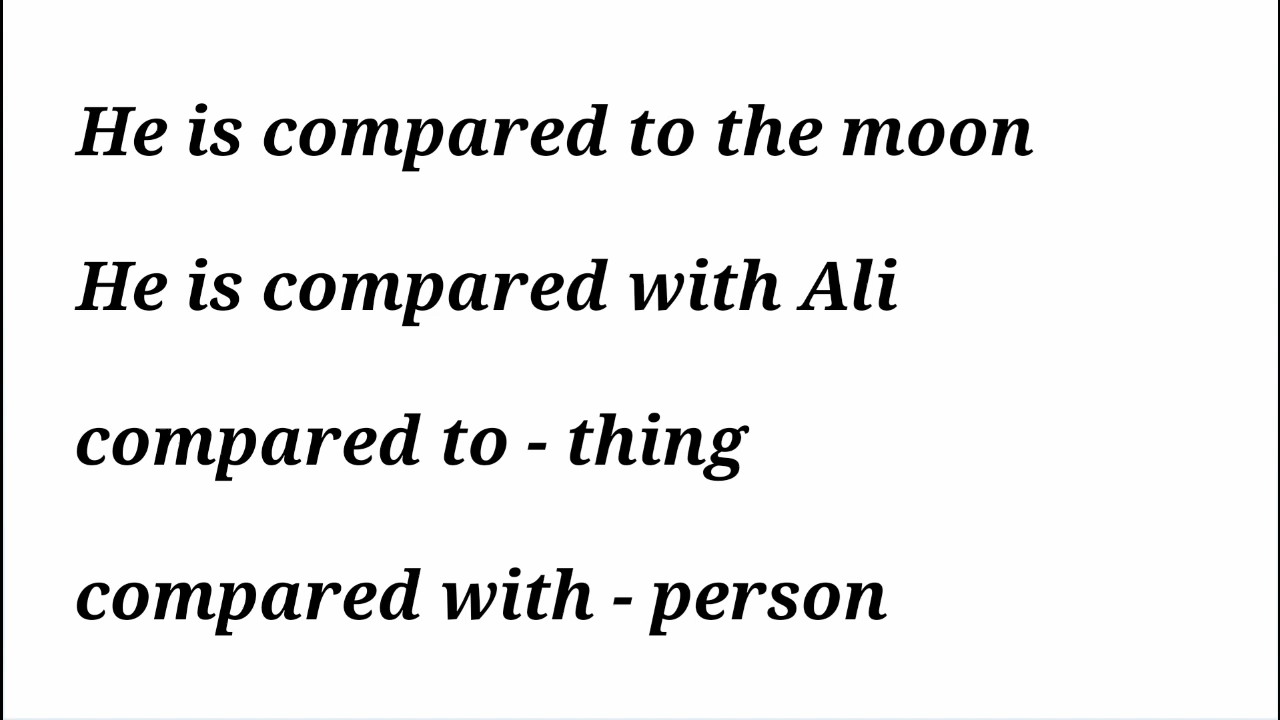 He is compared to the moon
He is compared with Ali
compared to - thing
compared with - person